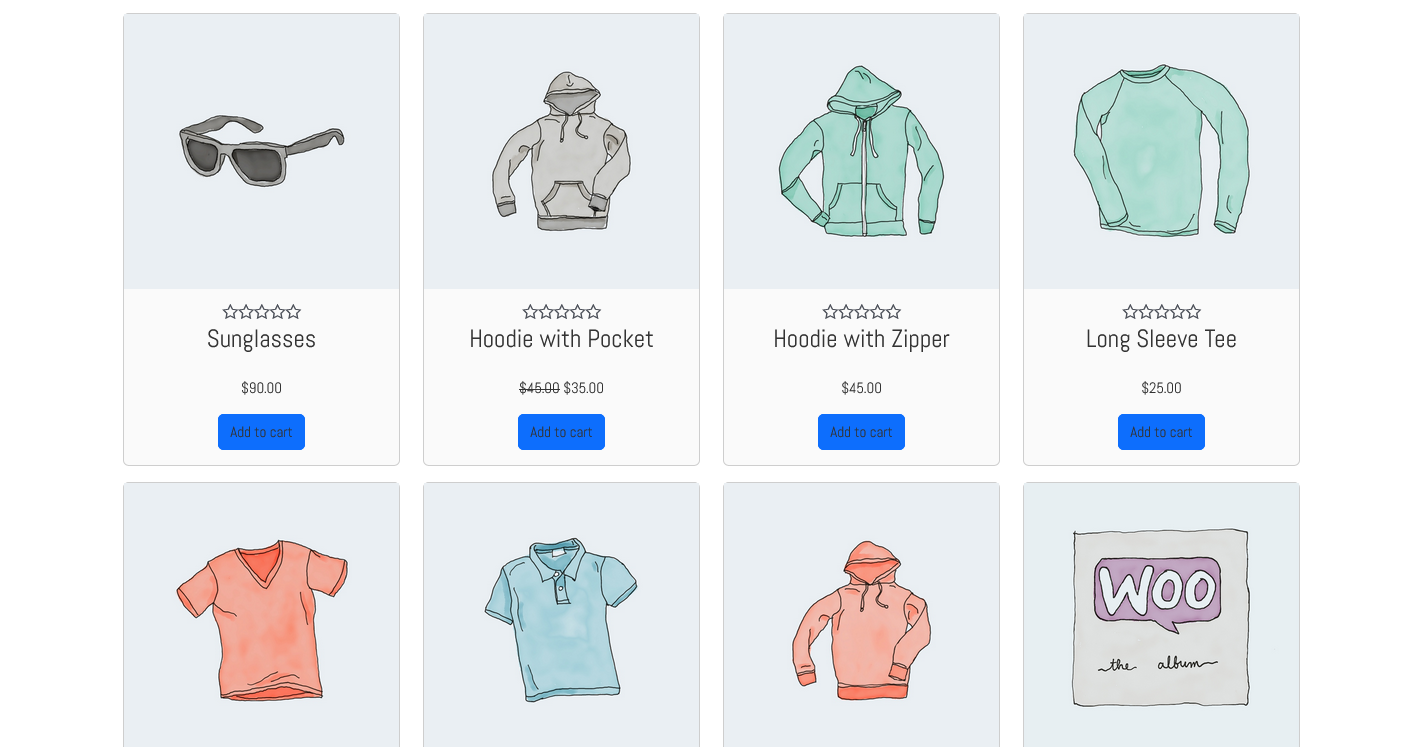 Sunglasses
$90.00
Add to cart
Hoodie with Pocket
$45.00 $35.00
Add to cart
Hoodie with Zipper
$45.00
Add to cart
Long Sleeve Tee
$25.00
Add to cart
WOO
the album